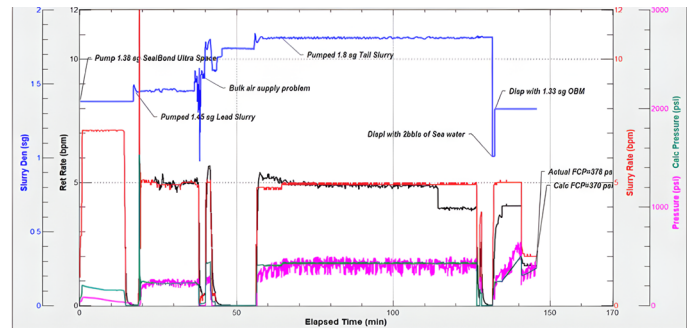 2
12
12
3000
Pump 1.38 sg SealBond Ultra Space
Pumped 1.8 sg Tail Slurry
10
10
1.5
Bulk air supply problem
Disp with 1.33 sg OBM
Pumped 1.45 sg Lead Slurry
2000
Displ with 2bbls of Sea water
1
Actual FCP=378 psi
5
5
Calc FCP=370 psi
1000
0.5
0
0
0
0
0
50
100
150
170
Elapsed Time (min)
Slurry Den (sg)
Ret Rate (bpm)
Slurry Rate (bpm)
Pressure (psi)
Calc Pressure (psi)